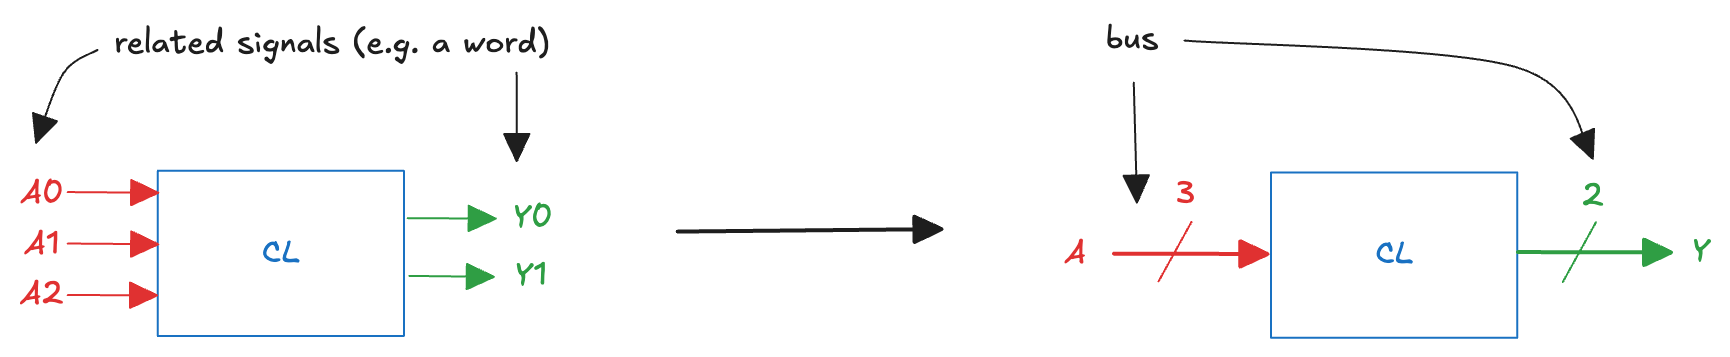 related signals (e.g. a word)
A0
A1
A2
CL
Y0
Y1
bus
A
3
CL
2
Y